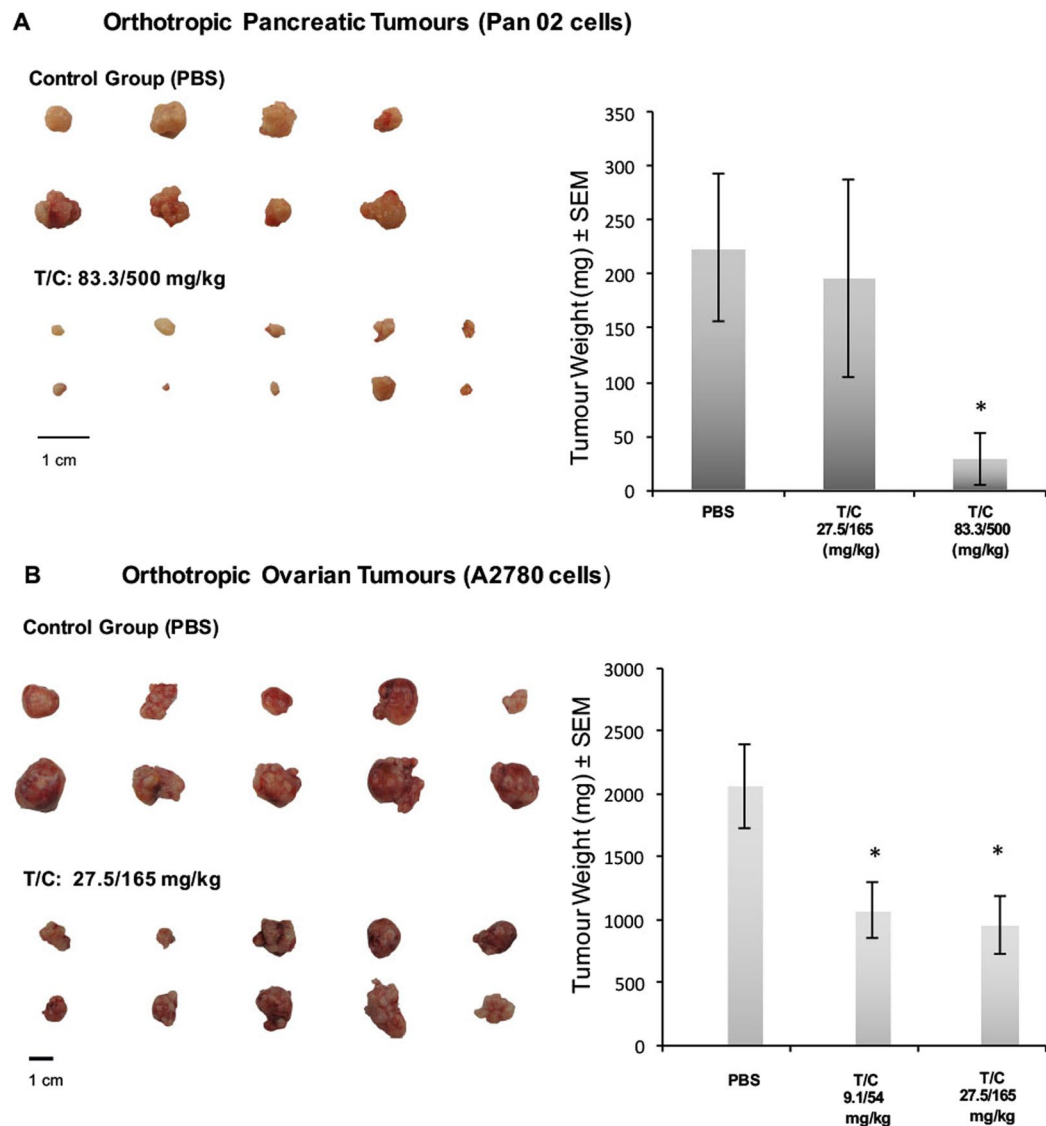 A Orthotropic Pancreatic Tumours (Pan 02 cells)
Control Group (PBS)
T/C: 83.3/500 mg/kg
1 cm
Tumour Weight (mg) ± SEM
350
300
250
200
150
100
50
0
*
PBS
T/C
27.5/165
(mg/kg)
T/C
83.3/500
(mg/kg)
B Orthotropic Ovarian Tumours (A2780 cells)
Control Group (PBS)
T/C: 27.5/165 mg/kg
1 cm
Tumour Weight (mg) ± SEM
3000
2500
2000
1500
1000
500
0
*
*
PBS
T/C
9.1/54
mg/kg
T/C
27.5/165
mg/kg